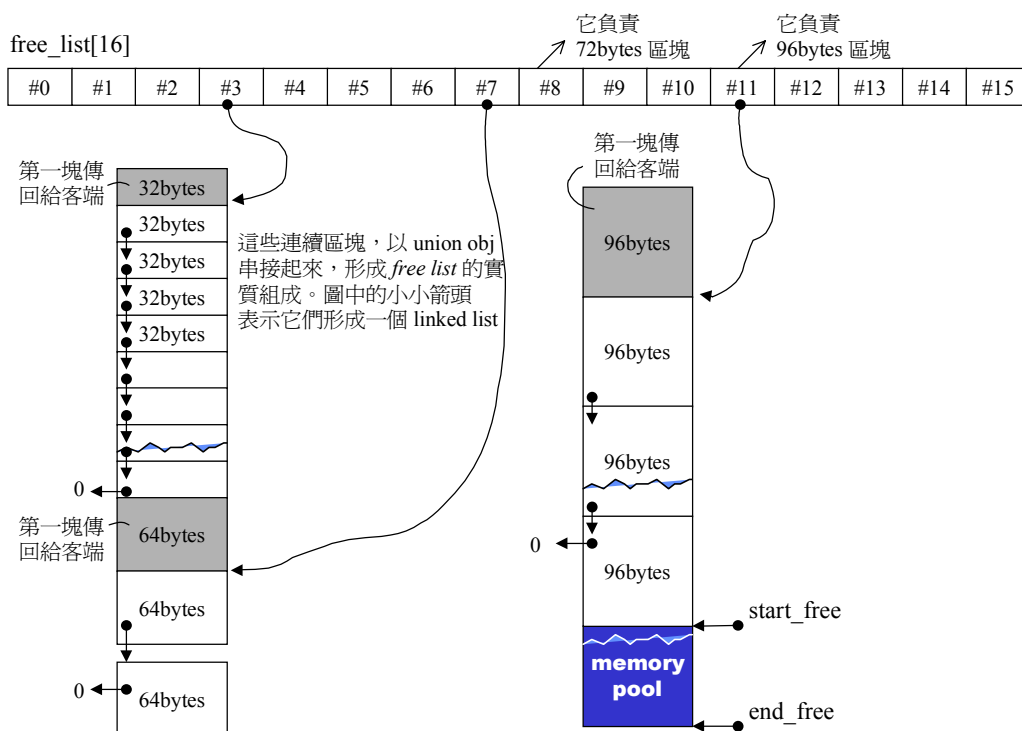 free_list[16]
它負責
72bytes 區塊
它負責
96bytes 區塊
#0 #1 #2 #3 #4 #5 #6 #7 #8 #9 #10 #11 #12 #13 #14 #15
第一塊傳
回給客端
32bytes
32bytes
32bytes
32bytes
32bytes
0
這些連續區塊，以 union obj
串接起來，形成 free list 的實
質組成。圖中的小小箭頭
表示它們形成一個 linked list
第一塊傳
回給客端
64bytes
64bytes
0
64bytes
第一塊傳
回給客端
96bytes
96bytes
96bytes
0
96bytes
start_free
memory
pool
end_free